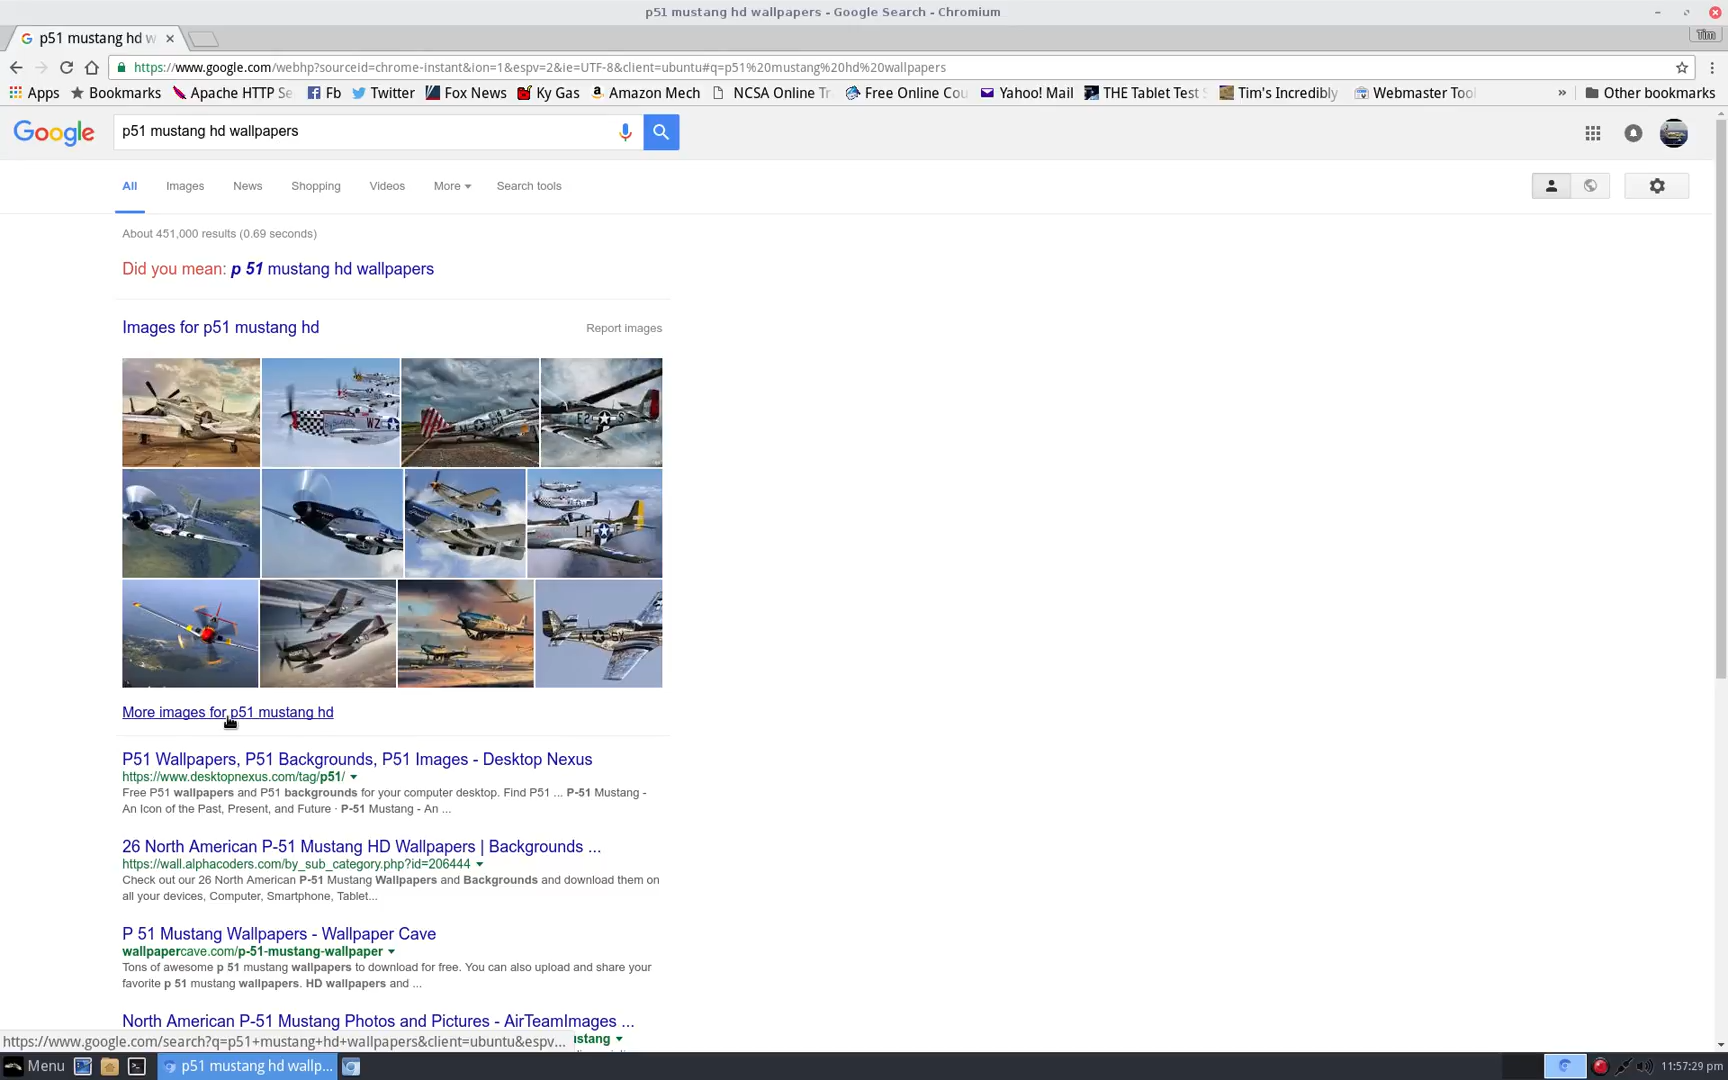 p51 mustang hd wallpapers - Google Search - Chromium
p51 mustang hd w
Tim
https://www.google.com/webhp?sourceid=chrome-instant&ion=1&espv=2&ie=UTF-8&client=ubuntu#q=p51%20mustang%20hd%20wallpapers
Apps Bookmarks Apache HTTP Se Fb Twitter Fox News Ky Gas Amazon Mech NCSA Online Tr Free Online Cou Yahoo! Mail THE Tablet Test S Tim's Incredibly Webmaster Tool » Other bookmarks
Google p51 mustang hd wallpapers
All Images News Shopping Videos More Search tools
About 451,000 results (0.69 seconds)
Did you mean: p 51 mustang hd wallpapers
Images for p51 mustang hd Report images
WZ
E2 S
LH F
More images for p51 mustang hd
P51 Wallpapers, P51 Backgrounds, P51 Images - Desktop Nexus
https://www.desktopnexus.com/tag/p51/
Free P51 wallpapers and P51 backgrounds for your computer desktop. Find P51 ... P-51 Mustang -
An Icon of the Past, Present, and Future · P-51 Mustang - An ...
26 North American P-51 Mustang HD Wallpapers | Backgrounds ...
https://wall.alphacoders.com/by_sub_category.php?id=206444
Check out our 26 North American P-51 Mustang Wallpapers and Backgrounds and download them on
all your devices, Computer, Smartphone, Tablet...
P 51 Mustang Wallpapers - Wallpaper Cave
wallpapercave.com/p-51-mustang-wallpaper
Tons of awesome p 51 mustang wallpapers to download for free. You can also upload and share your
favorite p 51 mustang wallpapers. HD wallpapers and ...
North American P-51 Mustang Photos and Pictures - AirTeamImages ...
https://www.google.com/search?q=p51+mustang+hd+wallpapers&client=ubuntu&espv... stang
Menu p51 mustang hd wallp... 11:57:29 pm